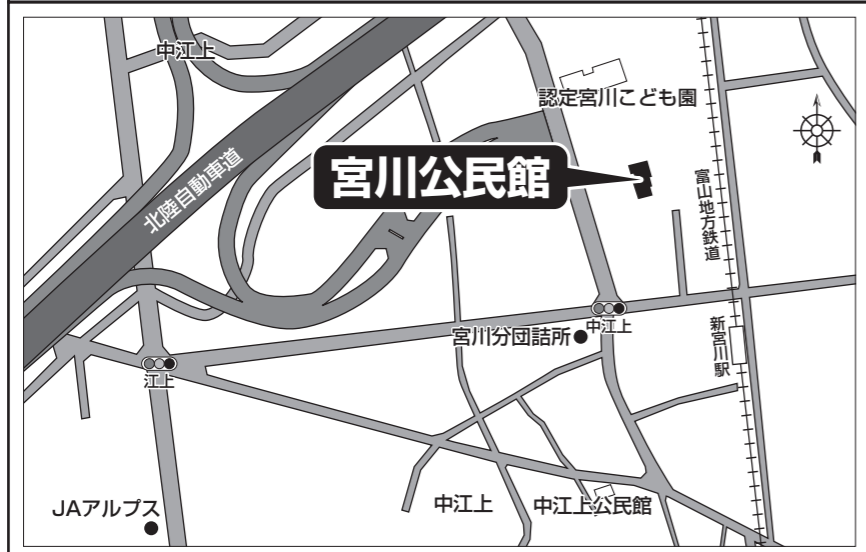 中江上
認定宮川こども園
北陸自動車道
宮川公民館
富山地方鉄道
宮川分団詰所
中江上
新宮川駅
江上
JAアルプス
中江上
中江上公民館